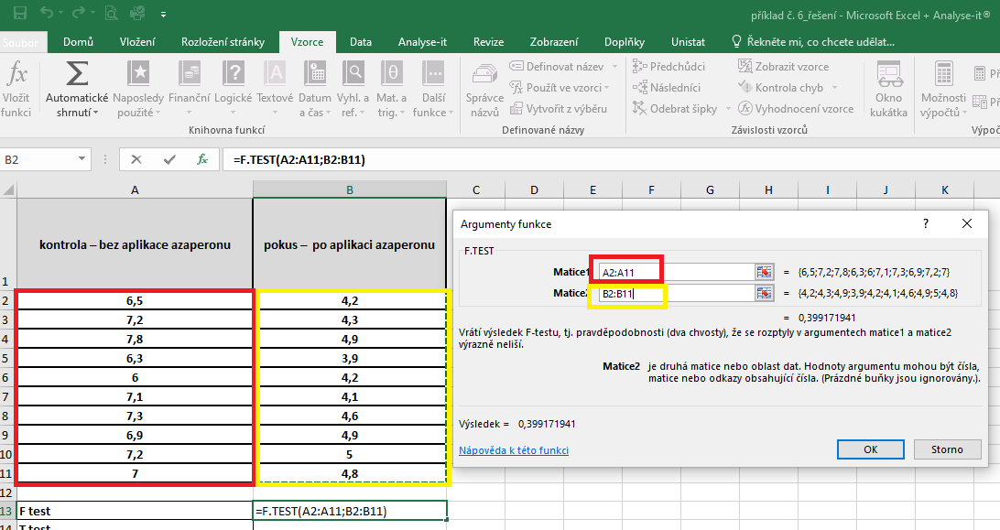 příklad č. 6_řešení - Microsoft Excel + Analyse-it®
Soubor Domů Vložení Rozložení stránky Vzorce Data Analyse-it Revize Zobrazení Doplňky Unistat Řekněte mi, co chcete udělat...
fx Σ
Vložit funkci
Automatické shrnutí
Naposledy použité
Finanční
Logické
Textové
Datum a čas
Vyhl. a ref.
Mat. a trig.
Další funkce
Knihovna funkcí
Správce názvů
Definovat název
Použít ve vzorci
Vytvořit z výběru
Definované názvy
Předchůdci
Následníci
Odebrat šipky
Zobrazit vzorce
Kontrola chyb
Vyhodnocení vzorce
Závislosti vzorců
Okno kukátka
Možnosti výpočtů
B2 fx =F.TEST(A2:A11;B2:B11)
A B C D E F G H I J K
1 kontrola – bez aplikace azaperonu pokus – po aplikaci azaperonu
2 6,5 4,2
3 7,2 4,3
4 7,8 4,9
5 6,3 3,9
6 6 4,2
7 7,1 4,1
8 7,3 4,6
9 6,9 4,9
10 7,2 5
11 7 4,8
12
13 F test =F.TEST(A2:A11;B2:B11)
14 T test
Argumenty funkce ?
F.TEST
Matice1 A2:A11 = {6,5;7,2;7,8;6,3;6;7,1;7,3;6,9;7,2;7}
Matice2 B2:B11 = {4,2;4,3;4,9;3,9;4,2;4,1;4,6;4,9;5;4,8}
= 0,399171941
Vrátí výsledek F-testu, tj. pravděpodobnosti (dva chvosty), že se rozptyly v argumentech matice1 a matice2
výrazně neliší.
Matice2 je druhá matice nebo oblast dat. Hodnoty argumentu mohou být čísla,
matice nebo odkazy obsahující čísla. (Prázdné buňky jsou ignorovány.).
Výsledek = 0,399171941
Nápověda k této funkci
OK Storno